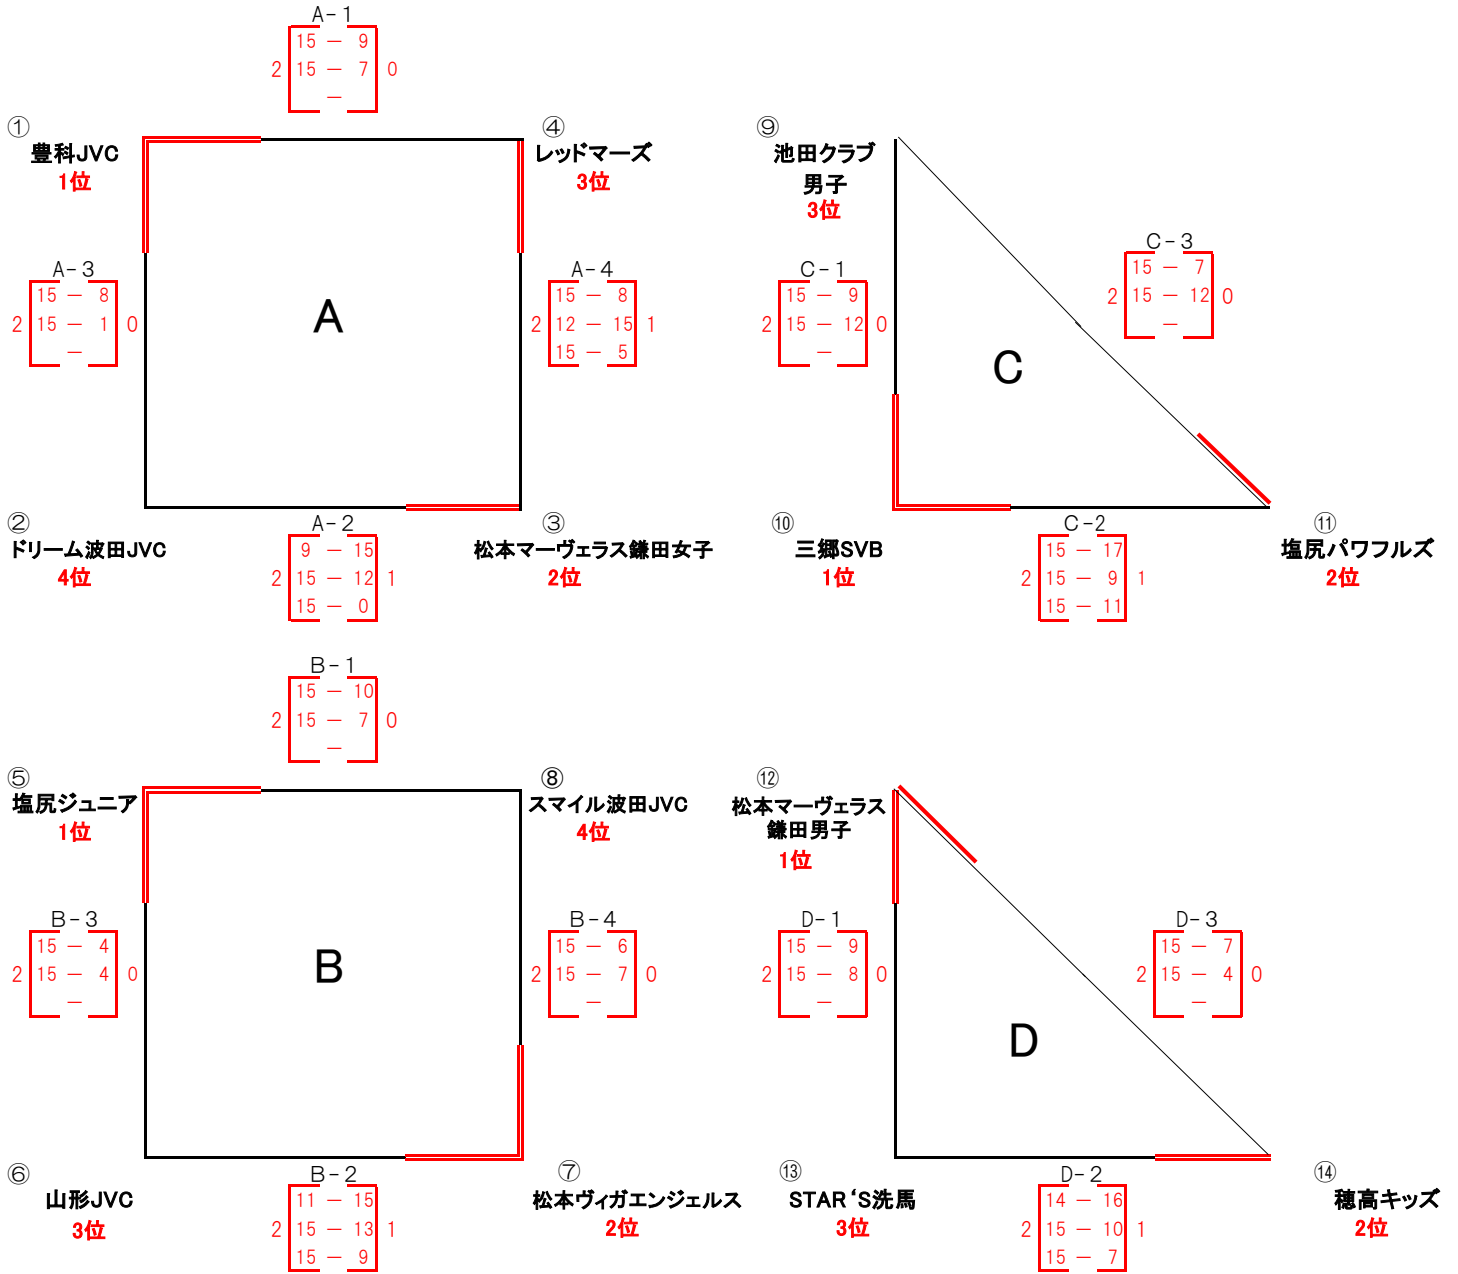 A-1
15 － 9
2 15 － 7 0
－
① ④
豊科JVC レッドマーズ
1位 3位
A-3 A-4
15 － 8 15 － 8
2 15 － 1 0 2 12 － 15 1
－ 15 － 5
A
② A-2 ③
ドリーム波田JVC 松本マーヴェラス鎌田女子
4位 2位
9 － 15
2 15 － 12 1
15 － 0
⑨
池田クラブ
男子
3位
C-3
15 － 7
2 15 － 12 0
－
C-1
15 － 9
2 15 － 12 0
－
C
⑩ C-2 ⑪
三郷SVB 塩尻パワフルズ
1位 2位
15 － 17
2 15 － 9 1
15 － 11
B-1
15 － 10
2 15 － 7 0
－
⑤ ⑧
塩尻ジュニア スマイル波田JVC
1位 4位
B-3 B-4
15 － 4 15 － 6
2 15 － 4 0 2 15 － 7 0
－ －
B
⑥ B-2 ⑦
山形JVC 松本ヴィガエンジェルス
3位 2位
11 － 15
2 15 － 13 1
15 － 9
⑫
松本マーヴェラス
鎌田男子
1位
D-1 D-3
15 － 9 15 － 7
2 15 － 8 0 2 15 － 4 0
－ －
D
⑬ D-2 ⑭
STAR‘S洗馬 穂高キッズ
3位 2位
14 － 16
2 15 － 10 1
15 － 7